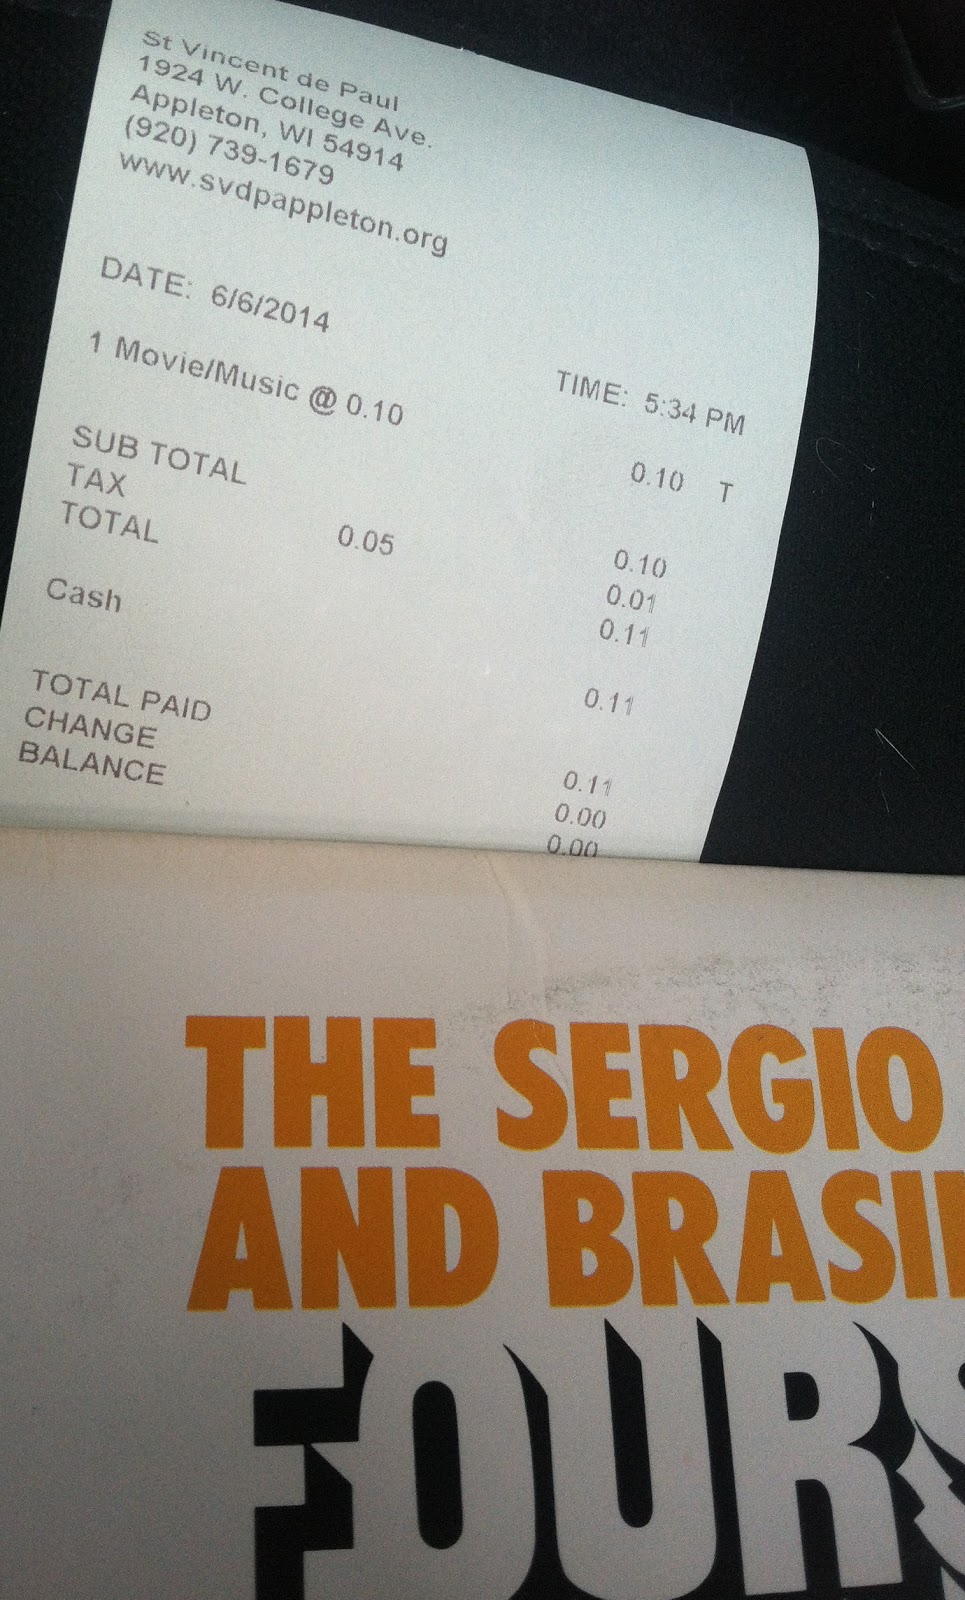 St Vincent de Paul
1924 W. College Ave.
Appleton, WI 54914
(920) 739-1679
www.svdpappleton.org
DATE: 6/6/2014 TIME: 5:34 PM
1 Movie/Music @ 0.10 0.10 T
SUB TOTAL 0.10
TAX 0.05 0.01
TOTAL 0.11
Cash 0.11
TOTAL PAID 0.11
CHANGE 0.00
BALANCE 0.00
THE SERGIO
AND BRASIL
FOURS